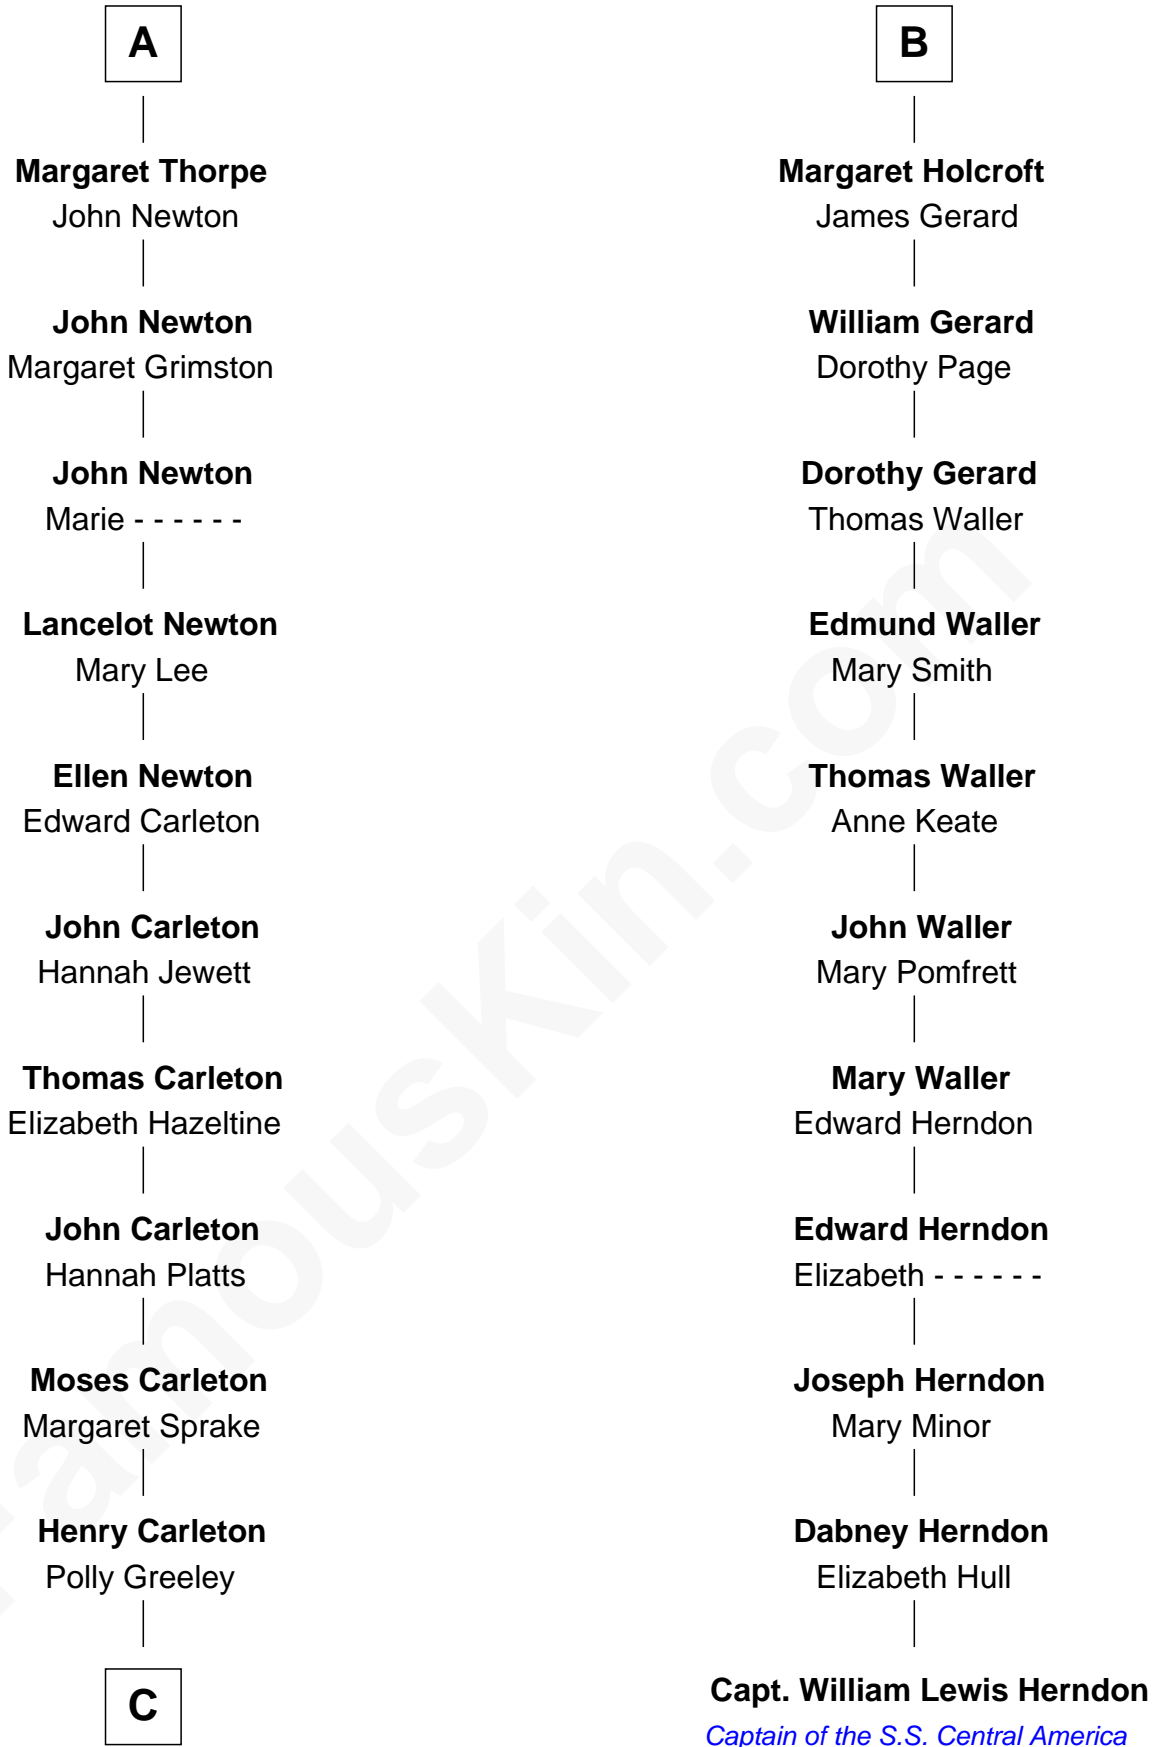 A
Margaret Thorpe
John Newton
John Newton
Margaret Grimston
John Newton
Marie - - - - - -
Lancelot Newton
Mary Lee
Ellen Newton
Edward Carleton
John Carleton
Hannah Jewett
Thomas Carleton
Elizabeth Hazeltine
John Carleton
Hannah Platts
Moses Carleton
Margaret Sprake
Henry Carleton
Polly Greeley
C
B
Margaret Holcroft
James Gerard
William Gerard
Dorothy Page
Dorothy Gerard
Thomas Waller
Edmund Waller
Mary Smith
Thomas Waller
Anne Keate
John Waller
Mary Pomfrett
Mary Waller
Edward Herndon
Edward Herndon
Elizabeth - - - - - -
Joseph Herndon
Mary Minor
Dabney Herndon
Elizabeth Hull
Capt. William Lewis Herndon
Captain of the S.S. Central America
FamousKin.com